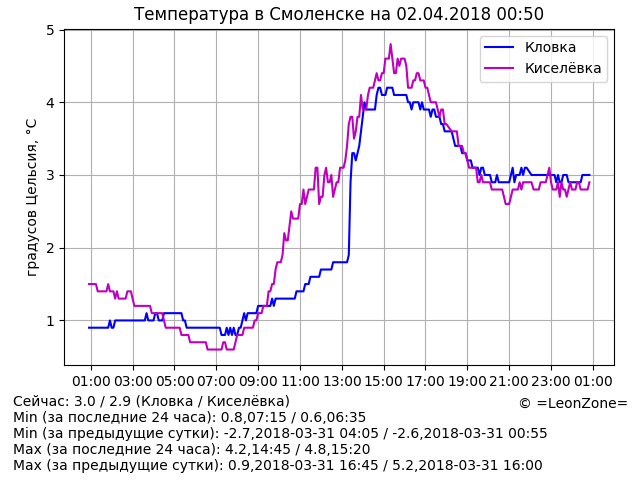 Температура в Смоленске на 02.04.2018 00:50
Кловка
Киселёвка
градусов Цельсия, °C
5
4
3
2
1
01:00 03:00 05:00 07:00 09:00 11:00 13:00 15:00 17:00 19:00 21:00 23:00 01:00
Сейчас: 3.0 / 2.9 (Кловка / Киселёвка)
© =LeonZone=
Min (за последние 24 часа): 0.8,07:15 / 0.6,06:35
Min (за предыдущие сутки): -2.7,2018-03-31 04:05 / -2.6,2018-03-31 00:55
Max (за последние 24 часа): 4.2,14:45 / 4.8,15:20
Max (за предыдущие сутки): 0.9,2018-03-31 16:45 / 5.2,2018-03-31 16:00